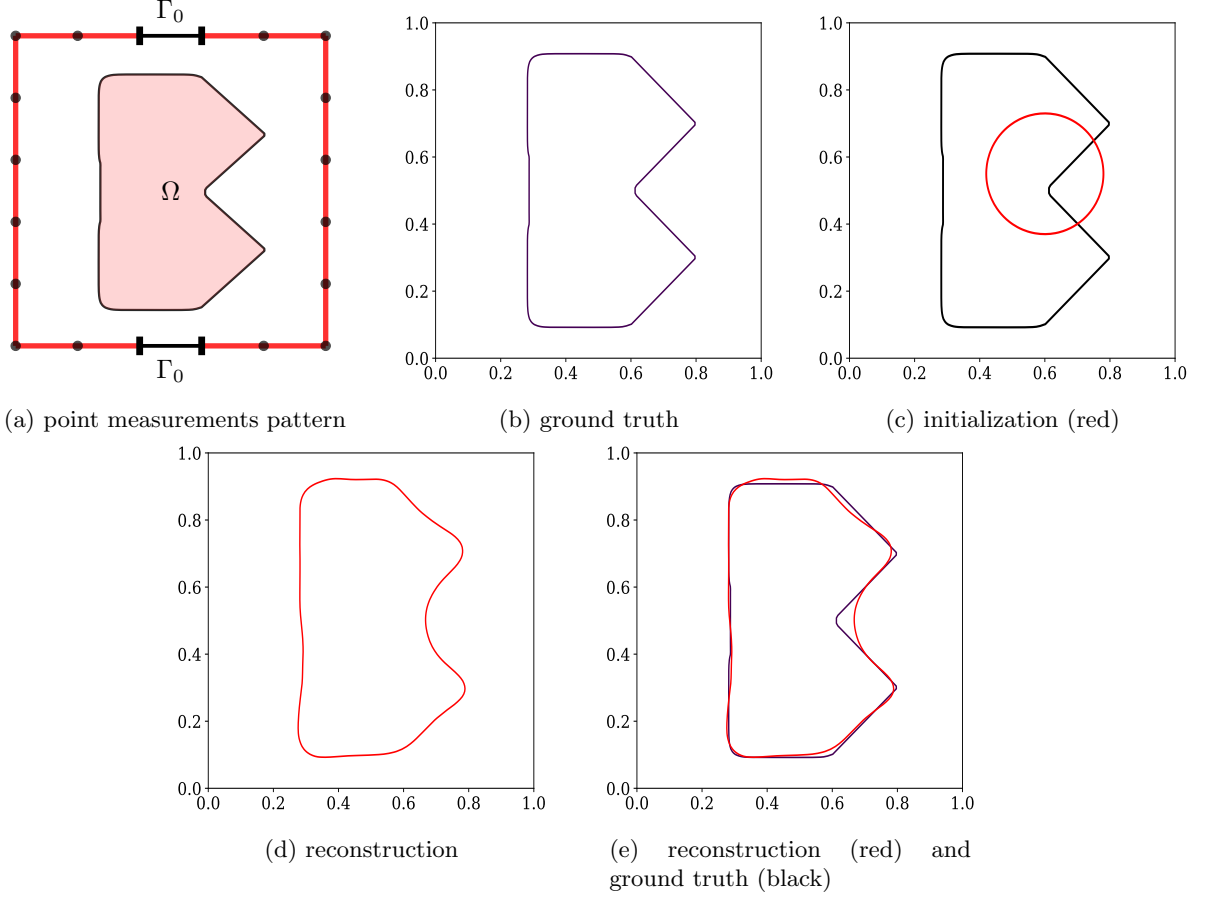 Γ₀
Ω
Γ₀
(a) point measurements pattern
1.0
0.8
0.6
0.4
0.2
0.0
0.0 0.2 0.4 0.6 0.8 1.0
(b) ground truth
1.0
0.8
0.6
0.4
0.2
0.0
0.0 0.2 0.4 0.6 0.8 1.0
(c) initialization (red)
1.0
0.8
0.6
0.4
0.2
0.0
0.0 0.2 0.4 0.6 0.8 1.0
(d) reconstruction
1.0
0.8
0.6
0.4
0.2
0.0
0.0 0.2 0.4 0.6 0.8 1.0
(e) reconstruction (red) and
ground truth (black)